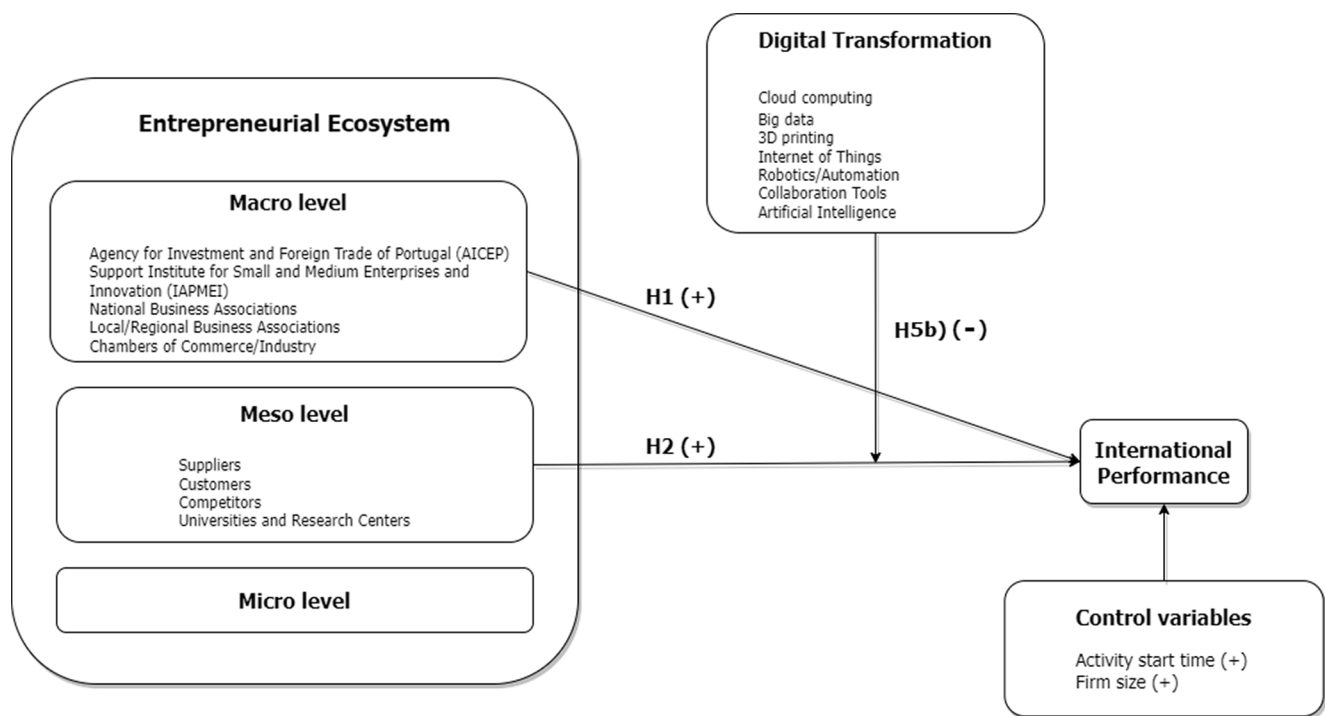 Entrepreneurial Ecosystem
Macro level
Agency for Investment and Foreign Trade of Portugal (AICEP)
Support Institute for Small and Medium Enterprises and
Innovation (IAPMEI)
National Business Associations
Local/Regional Business Associations
Chambers of Commerce/Industry
Meso level
Suppliers
Customers
Competitors
Universities and Research Centers
Micro level
Digital Transformation
Cloud computing
Big data
3D printing
Internet of Things
Robotics/Automation
Collaboration Tools
Artificial Intelligence
H1 (+)
H5b) (-)
H2 (+)
International
Performance
Control variables
Activity start time (+)
Firm size (+)